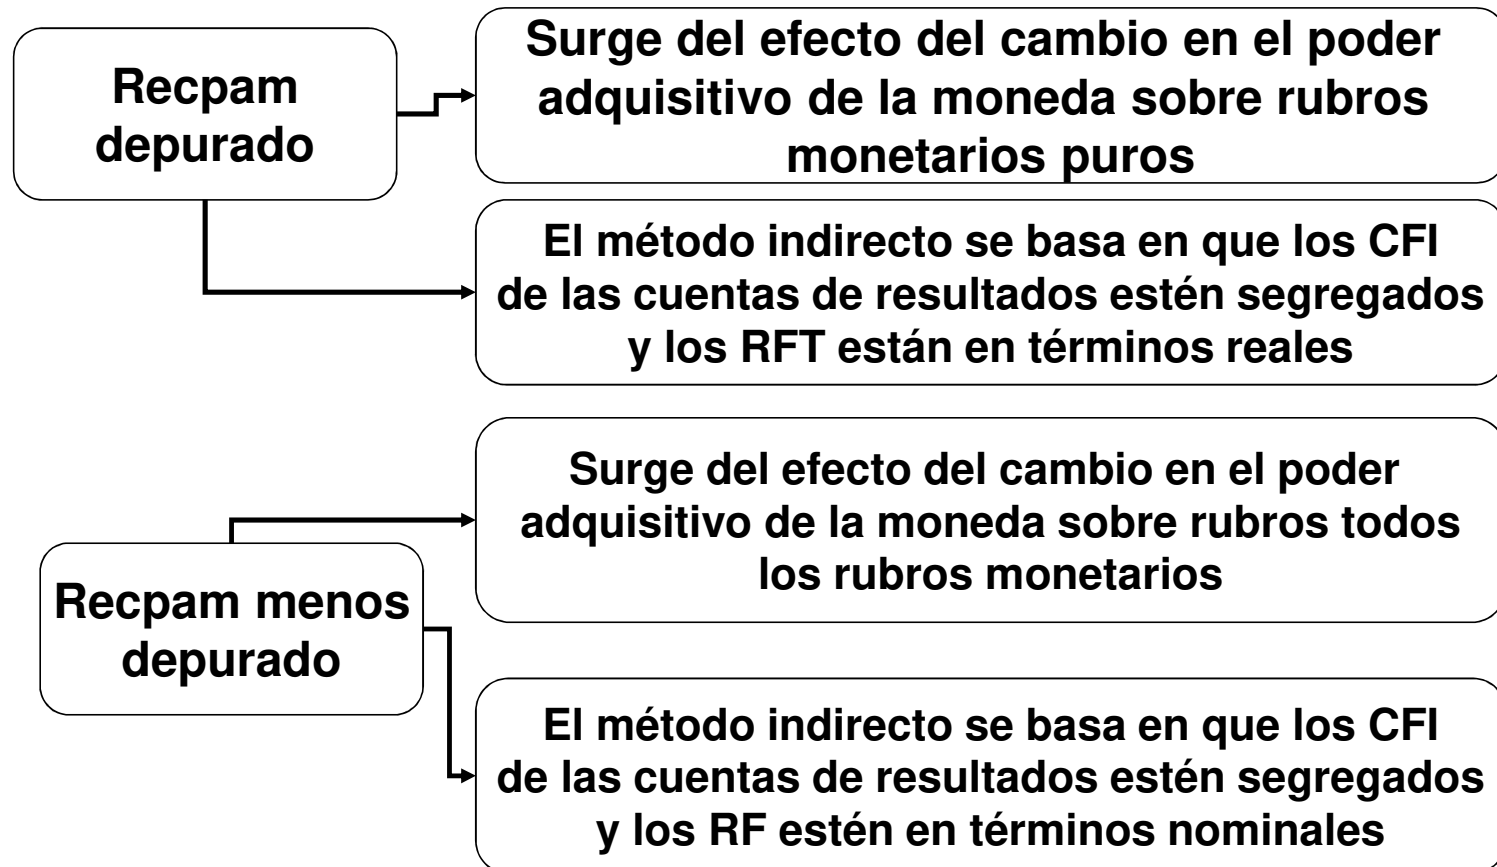 Recpam
depurado
Surge del efecto del cambio en el poder
adquisitivo de la moneda sobre rubros
monetarios puros
El método indirecto se basa en que los CFI
de las cuentas de resultados estén segregados
y los RFT están en términos reales
Recpam menos
depurado
Surge del efecto del cambio en el poder
adquisitivo de la moneda sobre rubros todos
los rubros monetarios
El método indirecto se basa en que los CFI
de las cuentas de resultados estén segregados
y los RF estén en términos nominales